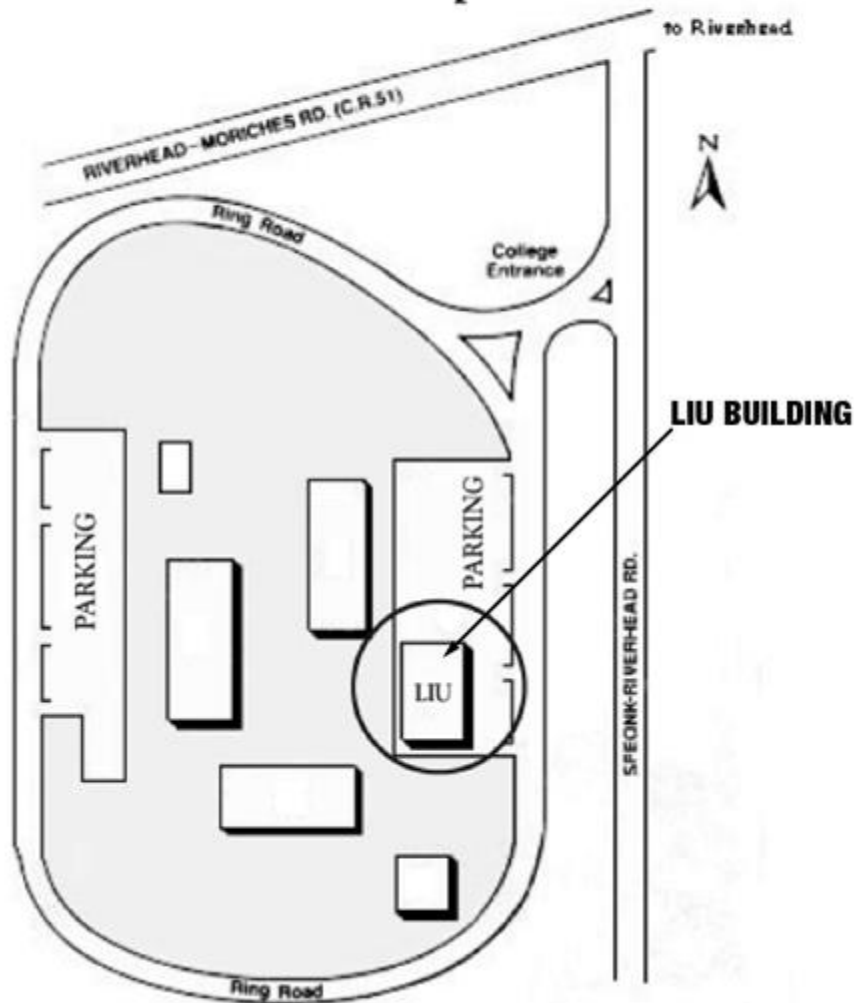 to Riverhead
RIVERHEAD - MORICHES RD. (C.R.51)
N
Ring Road
College
Entrance
LIU BUILDING
PARKING
PARKING
LIU
SPEONK-RIVERHEAD RD.
Ring Road